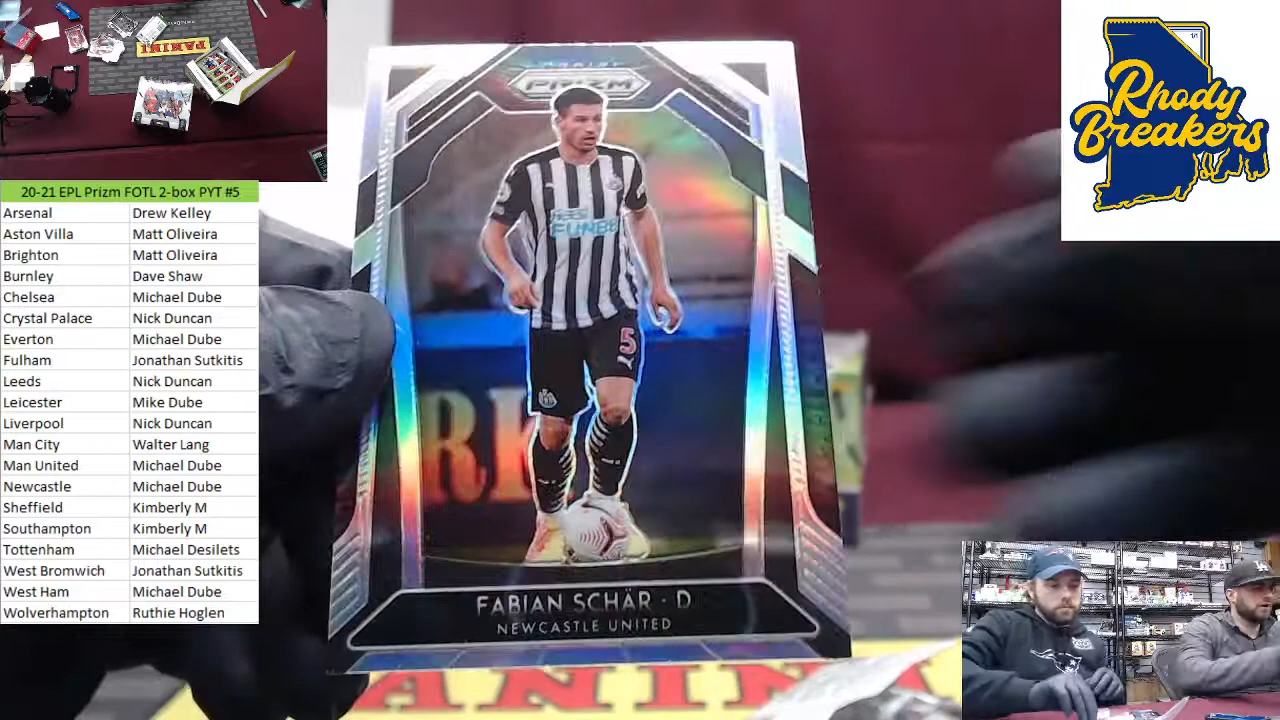 PANINI
20-21 EPL Prizm FOTL 2-box PYT #5
Arsenal Drew Kelley
Aston Villa Matt Oliveira
Brighton Matt Oliveira
Burnley Dave Shaw
Chelsea Michael Dube
Crystal Palace Nick Duncan
Everton Michael Dube
Fulham Jonathan Sutkitis
Leeds Nick Duncan
Leicester Mike Dube
Liverpool Nick Duncan
Man City Walter Lang
Man United Michael Dube
Newcastle Michael Dube
Sheffield Kimberly M
Southampton Kimberly M
Tottenham Michael Desilets
West Bromwich Jonathan Sutkitis
West Ham Michael Dube
Wolverhampton Ruthie Hoglen
PRIZM
FUN88
5
FABIAN SCHÄR - D
NEWCASTLE UNITED
PANINI
1/1
Rhody
Breakers